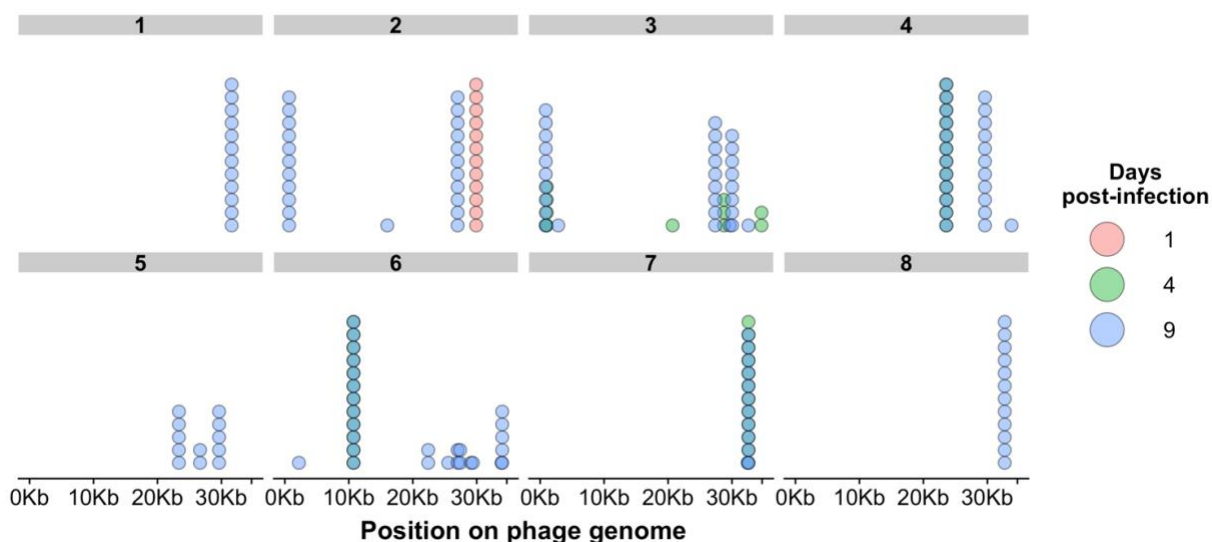 1 2 3 4
Days
post-infection
1
4
9
5 6 7 8
0Kb 10Kb 20Kb 30Kb 0Kb 10Kb 20Kb 30Kb 0Kb 10Kb 20Kb 30Kb 0Kb 10Kb 20Kb 30Kb
Position on phage genome